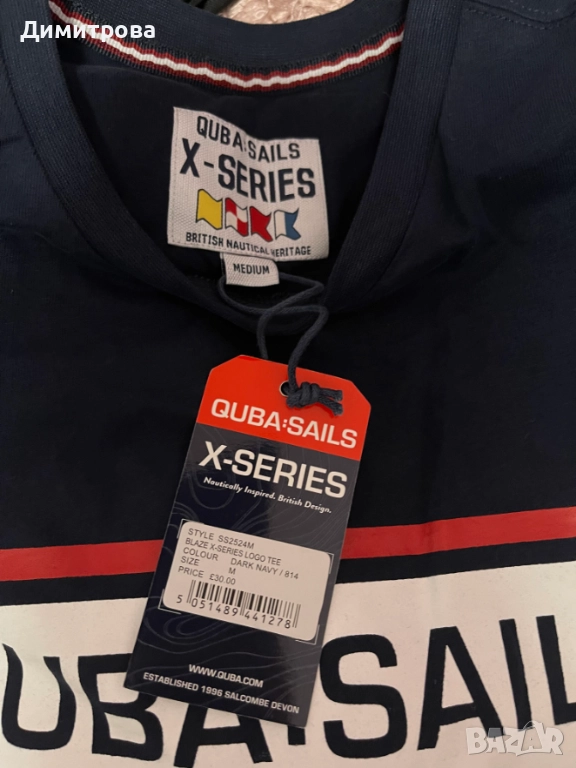 Димитрова
QUBA:SAILS
X-SERIES
BRITISH NAUTICAL HERITAGE
MEDIUM
QUBA:SAILS
X-SERIES
Nautically Inspired. British Design.
STYLE SS2524M
BLAZE X-SERIES LOGO TEE
COLOUR DARK NAVY / 814
SIZE M
PRICE £30.00
5 051489 441278
WWW.QUBA.COM
ESTABLISHED 1996 SALCOMBE DEVON
UBA:SAIL
BAZAR